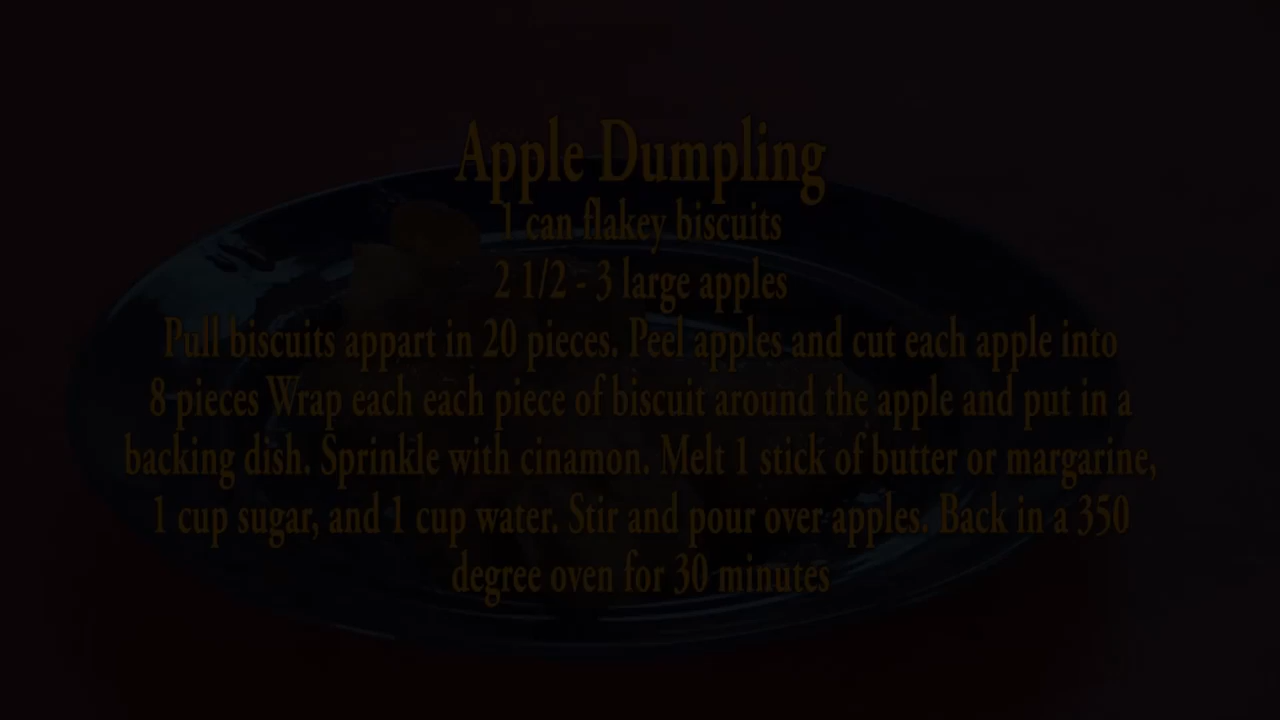 Apple Dumpling
1 can flakey biscuits
2 1/2 - 3 large apples
Pull biscuits appart in 20 pieces. Peel apples and cut each apple into
8 pieces Wrap each each piece of biscuit around the apple and put in a
backing dish. Sprinkle with cinamon. Melt 1 stick of butter or margarine,
1 cup sugar, and 1 cup water. Stir and pour over apples. Back in a 350
degree oven for 30 minutes